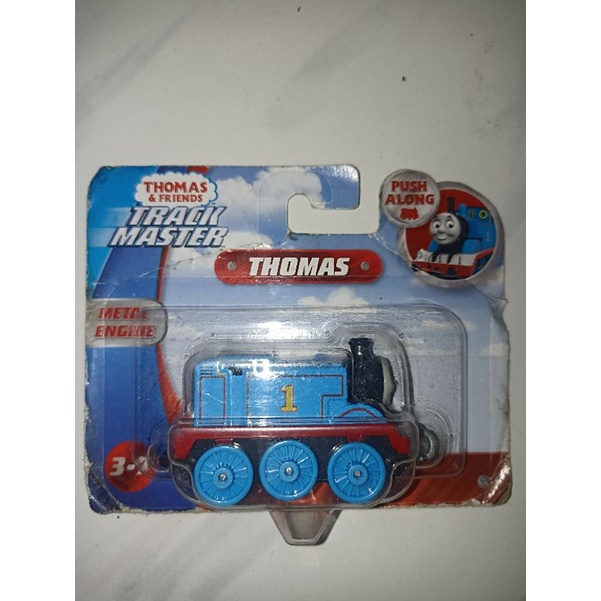 THOMAS
& FRIENDS
TRACK
MASTER
PUSH
ALONG
THOMAS
METAL
ENGINE
1